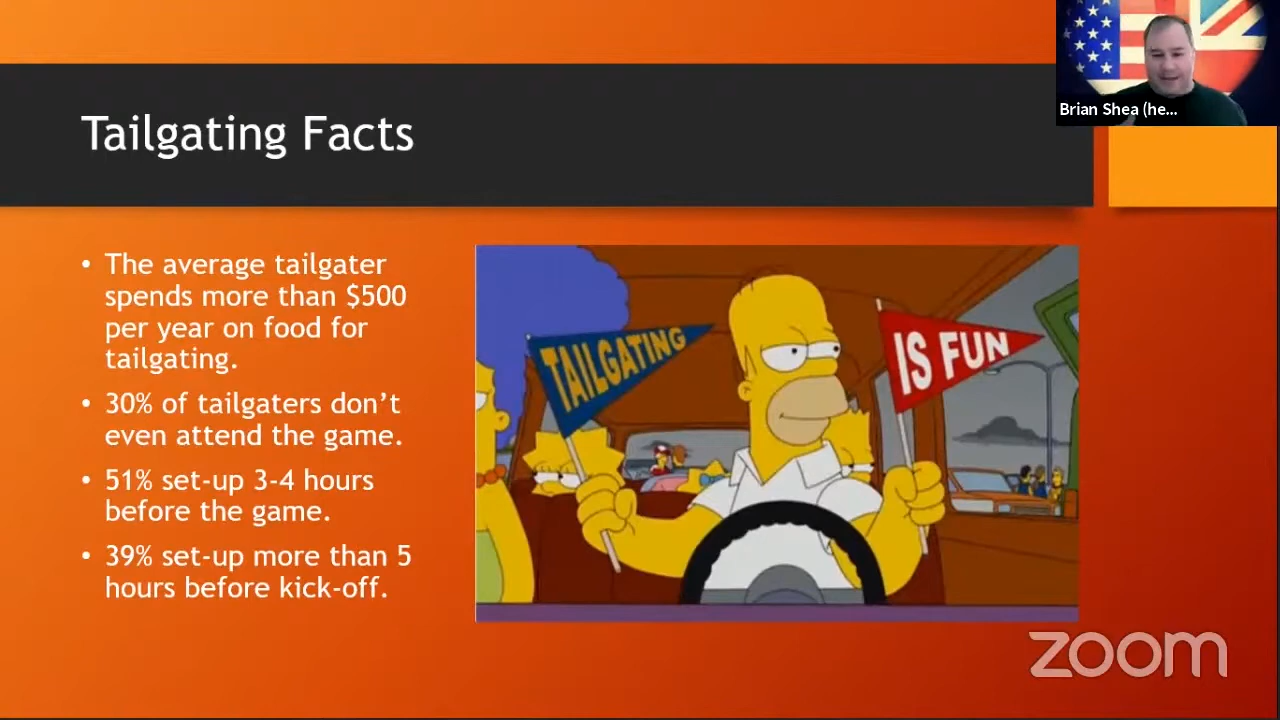 Tailgating Facts
Brian Shea (he...
• The average tailgater
spends more than $500
per year on food for
tailgating.
• 30% of tailgaters don’t
even attend the game.
• 51% set-up 3-4 hours
before the game.
• 39% set-up more than 5
hours before kick-off.
TAILGATING
IS FUN
zoom